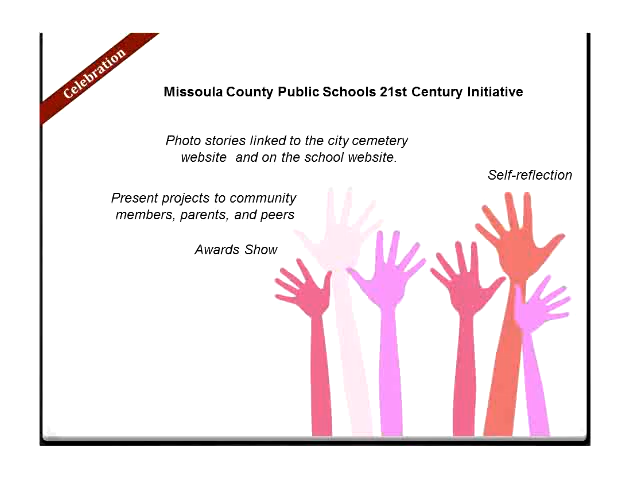 Celebration
Missoula County Public Schools 21st Century Initiative
Photo stories linked to the city cemetery
website and on the school website.
Self-reflection
Present projects to community
members, parents, and peers
Awards Show